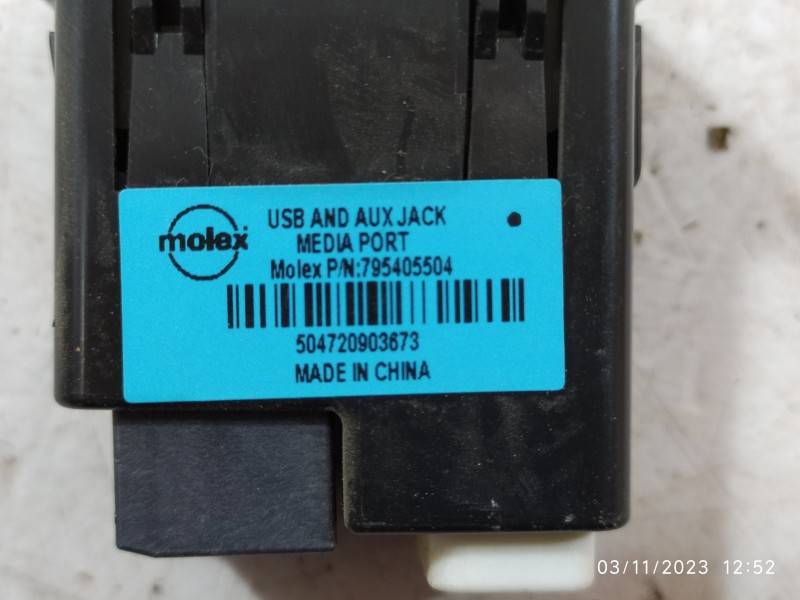 molex
USB AND AUX JACK
MEDIA PORT
Molex P/N:795405504
504720903673
MADE IN CHINA
03/11/2023 12:52